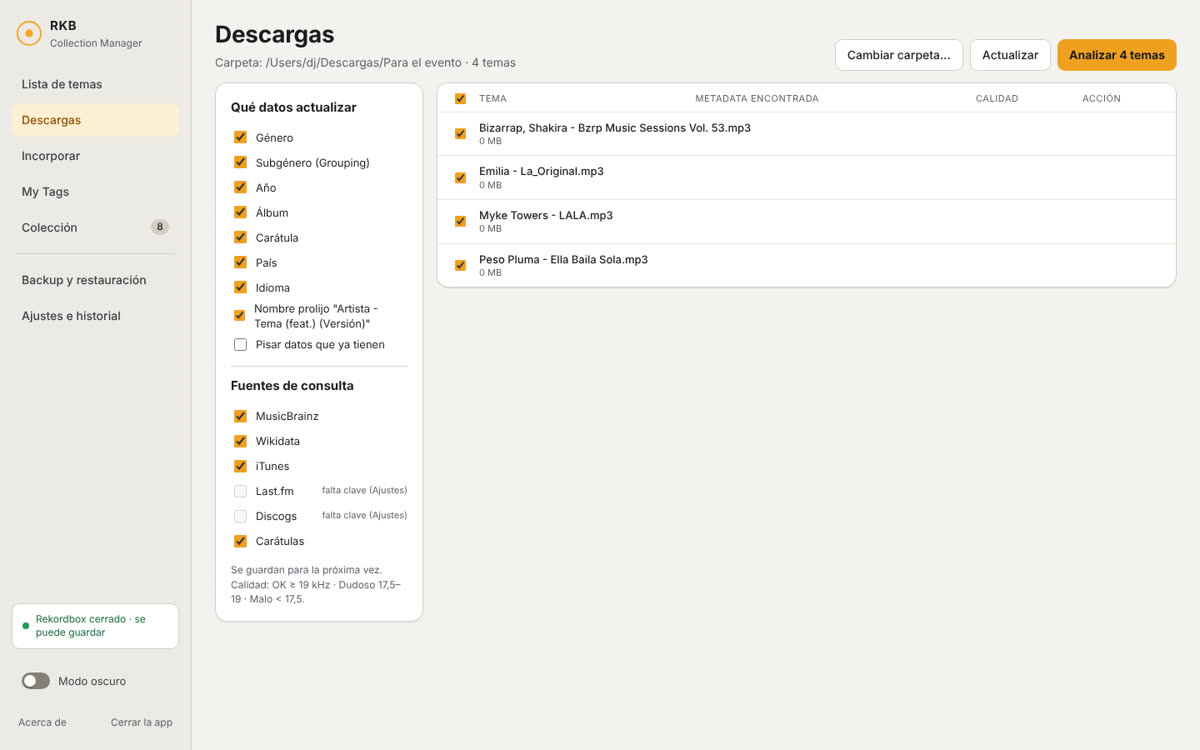 RKB
Collection Manager
Lista de temas
Descargas
Incorporar
My Tags
Colección
8
Backup y restauración
Ajustes e historial
Rekordbox cerrado · se
puede guardar
Modo oscuro
Acerca de
Cerrar la app
Descargas
Carpeta: /Users/dj/Descargas/Para el evento · 4 temas
Cambiar carpeta...
Actualizar
Analizar 4 temas
Qué datos actualizar
Género
Subgénero (Grouping)
Año
Álbum
Carátula
País
Idioma
Nombre prolijo "Artista -
Tema (feat.) (Versión)"
Pisar datos que ya tienen
Fuentes de consulta
MusicBrainz
Wikidata
iTunes
Last.fm
falta clave (Ajustes)
Discogs
falta clave (Ajustes)
Carátulas
Se guardan para la próxima vez.
Calidad: OK ≥ 19 kHz · Dudoso 17,5–
19 · Malo < 17,5.
TEMA
METADATA ENCONTRADA
CALIDAD
ACCIÓN
Bizarrap, Shakira - Bzrp Music Sessions Vol. 53.mp3
0 MB
Emilia - La_Original.mp3
0 MB
Myke Towers - LALA.mp3
0 MB
Peso Pluma - Ella Baila Sola.mp3
0 MB